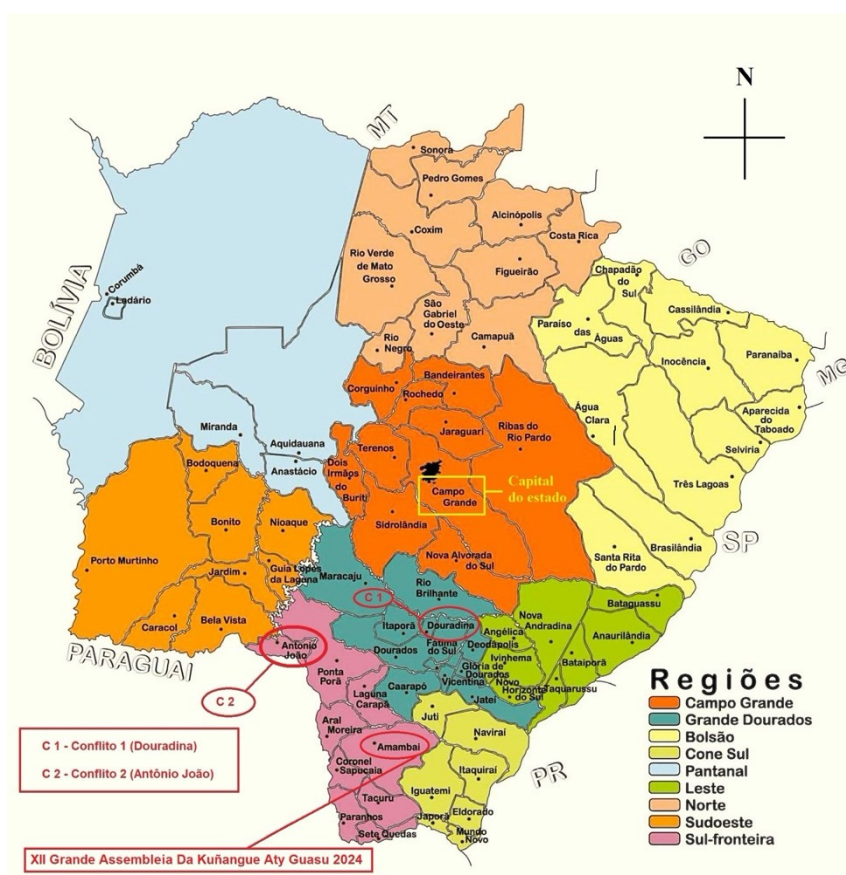 N
MT
Sonora
Pedro Gomes
Alcinópolis
Coxim
Costa Rica
Rio Verde
de Mato
Grosso
Figueirão
GO
Chapadão
do
Sul
BOLÍVIA
Corumbá
Ladário
São
Gabriel
do Oeste
Camapuã
Rio
Negro
Paraíso
das
Águas
Cassilândia
Inocência
Paranaíba
MG
Corguinho
Bandeirantes
Rochedo
Água
Clara
Aparecida
do
Taboado
Miranda
Jaraguari
Ribas do
Rio Pardo
Selviria
Aquidauana
Anastácio
Terenos
Dois
Irmãos
do
Buriti
Bodoquena
Campo
Grande
Capital
do estado
Três Lagoas
Bonito
Nioaque
Sidrolândia
SP
Porto Murtinho
Jardim
Guia Lopes
da Laguna
Maracaju
Nova Alvorada
do Sul
Santa Rita
do Pardo
Brasilândia
Rio
Brilhante
C 1
Caracol
Bela Vista
Itaporã
Douradina
Nova
Andradina
Bataguassu
Antonio
João
Dourados
Fátima
do Sul
Angélica
Deodápolis
Anaurilândia
PARAGUAI
Ponta
Porã
Glória de
Dourados
Ivinhema
Batáiporã
Vicentina
Novo
Horizonte
do Sul
Taquarussu
Laguna
Carapã
Caarapó
Jateí
C 2
Juti
Aral
Moreira
Naviraí
Amambai
Coronel
Sapucaia
Itaquiraí
PR
Tacuru
Iguatemi
Paranhos
Eldorado
Japorã
Mundo
Novo
Sete Quedas
C 1 - Conflito 1 (Douradina)
C 2 - Conflito 2 (Antônio João)
XII Grande Assembleia Da Kuñangue Aty Guasu 2024
Regiões
Campo Grande
Grande Dourados
Bolsão
Cone Sul
Pantanal
Leste
Norte
Sudoeste
Sul-fronteira